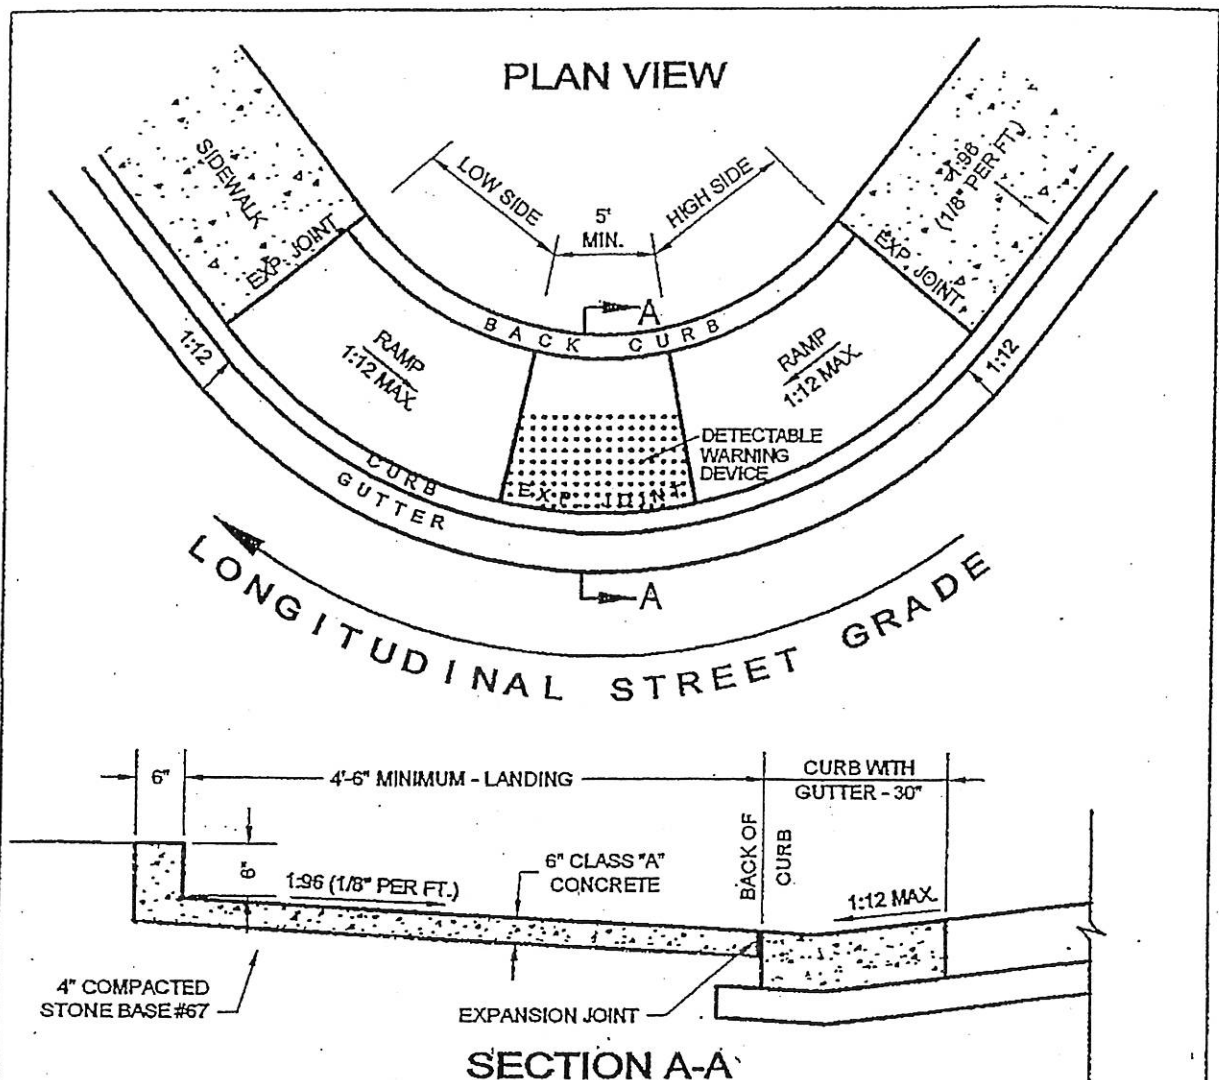 PLAN VIEW
SIDEWALK
LOW SIDE
5'
MIN.
HIGH SIDE
1:96
(1/8" PER FT.)
EXP. JOINT
EXP. JOINT
A
BACK CURB
1:12
RAMP
1:12 MAX.
RAMP
1:12 MAX.
1:12
DETECTABLE
WARNING
DEVICE
CURB
GUTTER
EXP. JOINT
A
LONGITUDINAL STREET GRADE
6"
4'-6" MINIMUM - LANDING
CURB WITH
GUTTER - 30"
BACK OF
CURB
6"
1:96 (1/8" PER FT.)
6" CLASS "A"
CONCRETE
1:12 MAX.
4" COMPACTED
STONE BASE #67
EXPANSION JOINT
SECTION A-A